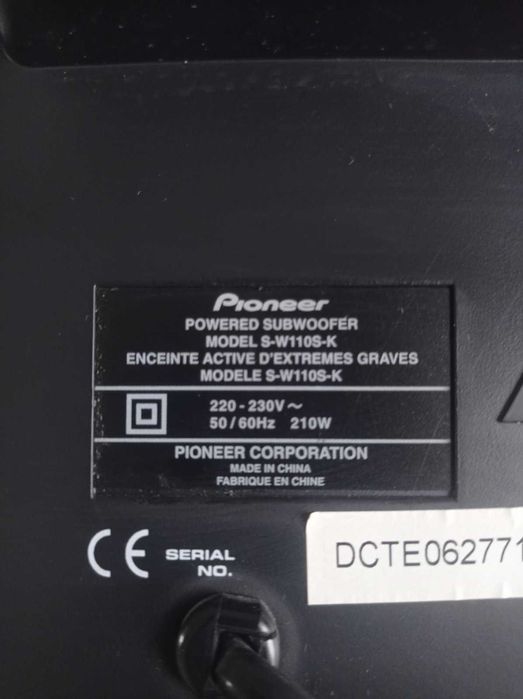 Pioneer
POWERED SUBWOOFER
MODEL S-W110S-K
ENCEINTE ACTIVE D'EXTREMES GRAVES
MODELE S-W110S-K
220 - 230V ~
50 / 60Hz 210W
PIONEER CORPORATION
MADE IN CHINA
FABRIQUE EN CHINE
CE SERIAL NO.
DCTE062771